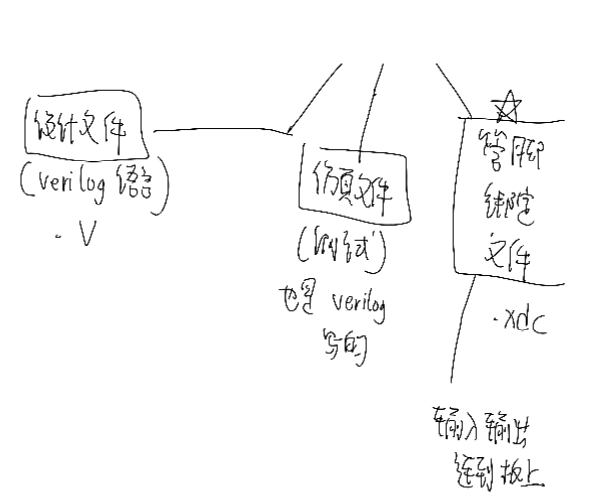 设计文件
(verilog 语言)
.V
仿真文件
(测试)
也是 verilog
写的
管脚
绑定
文件
.xdc
输入输出
连到板上